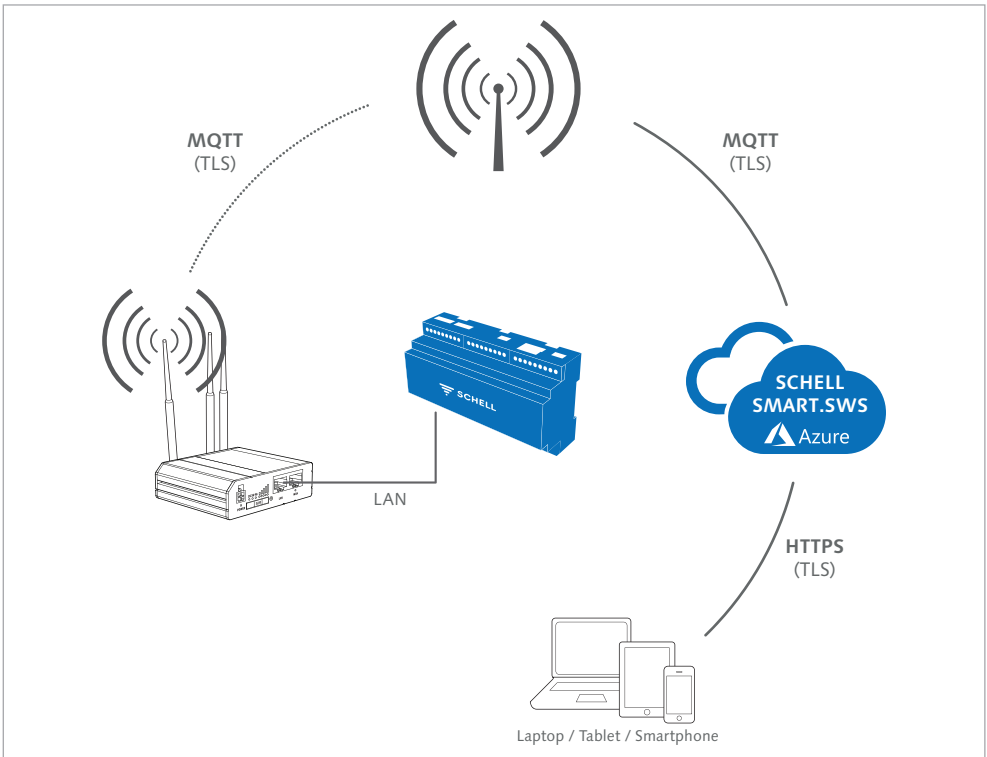 MQTT
(TLS)
MQTT
(TLS)
SCHELL
SCHELL
SMART.SWS
Azure
LAN
HTTPS
(TLS)
Laptop / Tablet / Smartphone